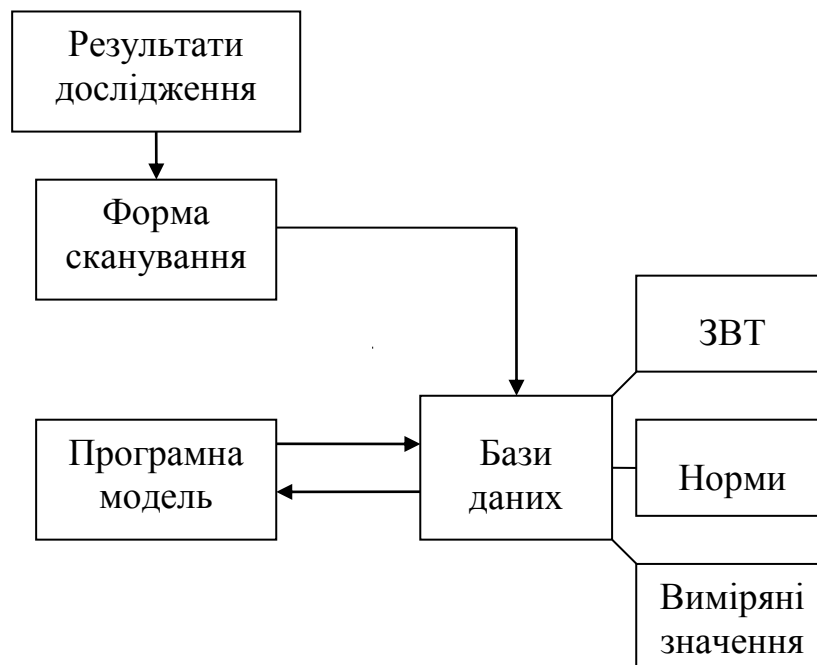 Результати
дослідження
Форма
сканування
ЗВТ
Програмна
модель
Бази
даних
Норми
Виміряні
значення